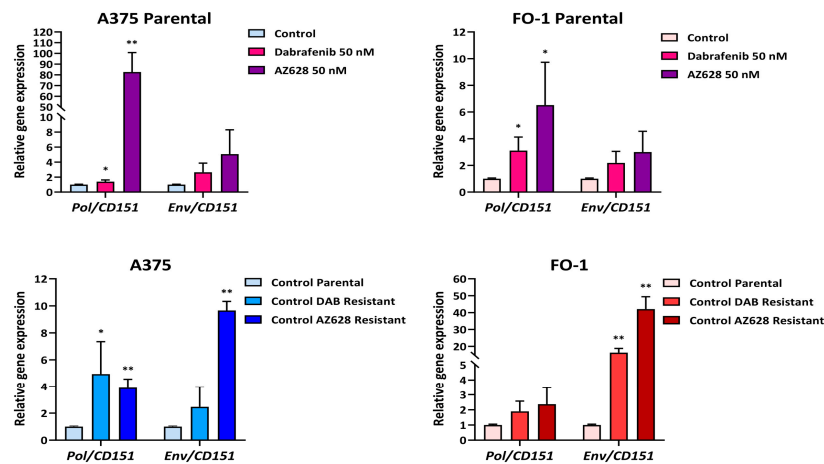 A375 Parental
Relative gene expression
120
110
100
90
80
70
60
50
10
8
6
4
2
0
*
**
Pol/CD151
Env/CD151
Control
Dabrafenib 50 nM
AZ628 50 nM
FO-1 Parental
Relative gene expression
12
10
8
6
4
2
0
*
*
Pol/CD151
Env/CD151
Control
Dabrafenib 50 nM
AZ628 50 nM
A375
Relative gene expression
12
10
8
6
4
2
0
*
**
**
Pol/CD151
Env/CD151
Control Parental
Control DAB Resistant
Control AZ628 Resistant
FO-1
Relative gene expression
60
50
40
30
20
5
4
3
2
1
0
**
**
Pol/CD151
Env/CD151
Control Parental
Control DAB Resistant
Control AZ628 Resistant